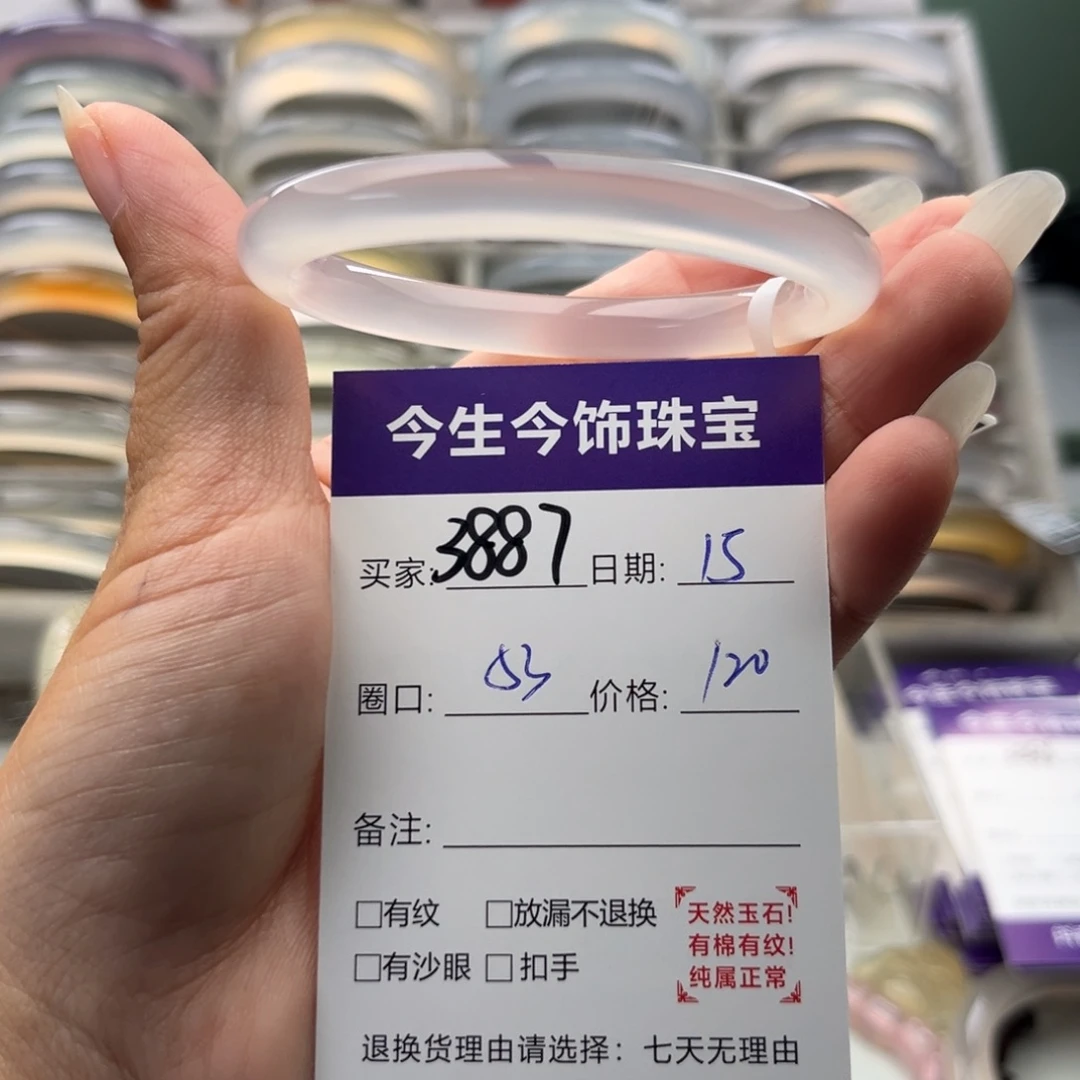 今生今饰珠宝
买家:3887 日期: 15
圈口: 53 价格: 120
备注:
□有纹 □放漏不退换
□有沙眼 □扣手
天然玉石!
有棉有纹!
纯属正常
退换货理由请选择：七天无理由